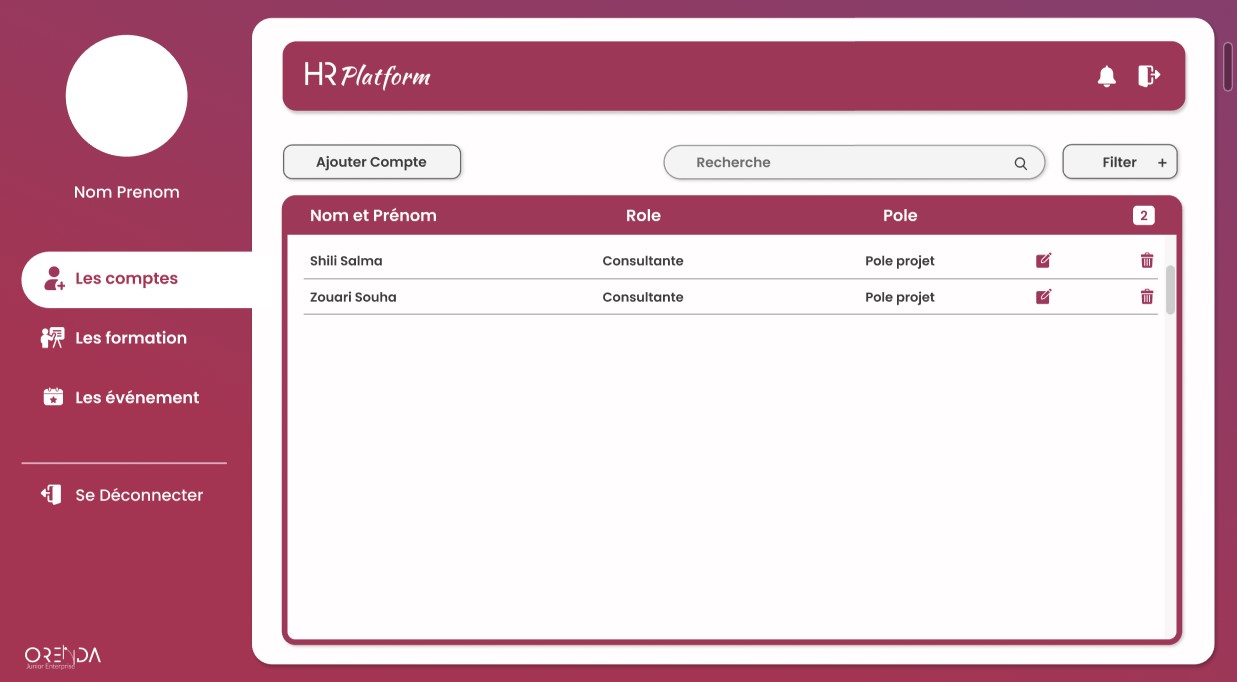 HR Platform
Nom Prenom
Les comptes
Les formation
Les événement
Se Déconnecter
ORENDA
Junior Enterprise
Ajouter Compte
Recherche
Filter +
Nom et Prénom Role Pole 2
Shili Salma Consultante Pole projet
Zouari Souha Consultante Pole projet